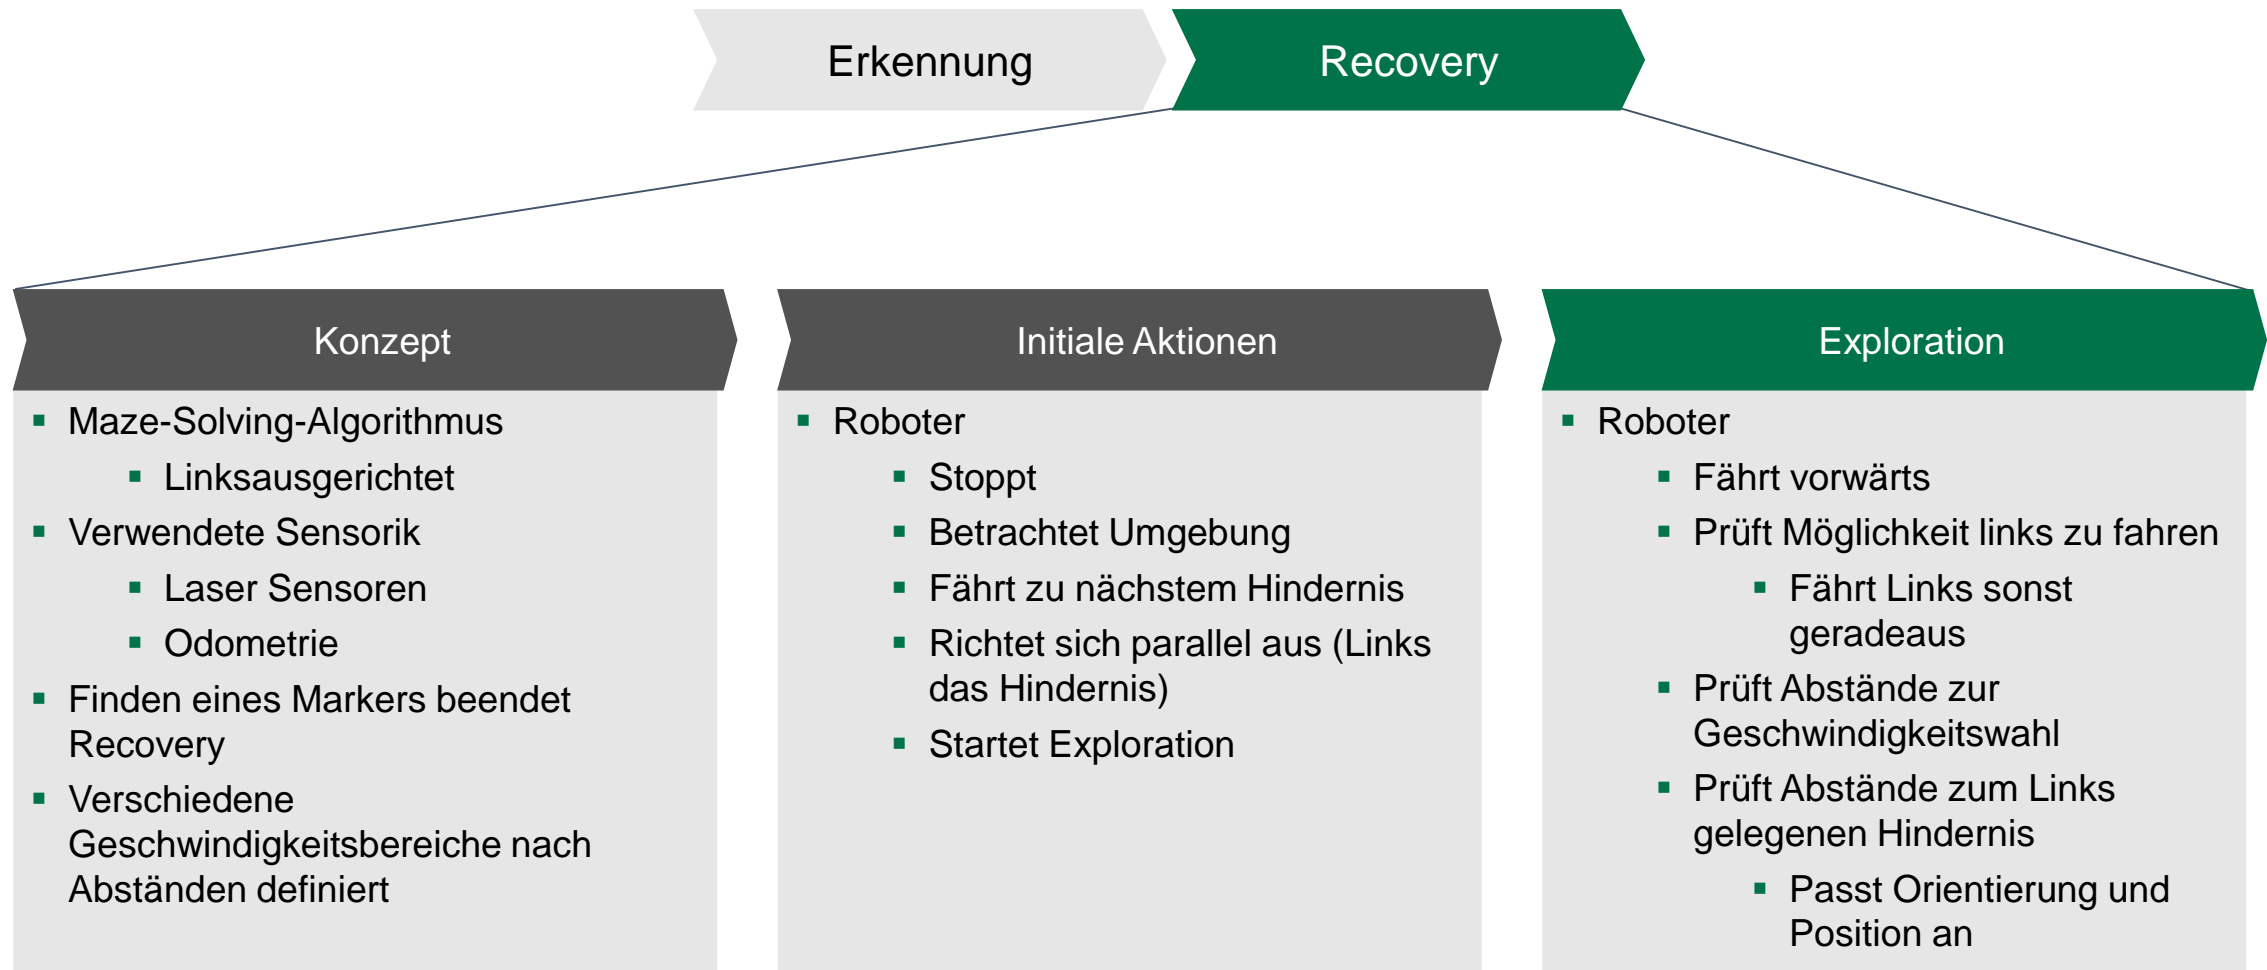 Erkennung
Recovery
Konzept
Maze-Solving-Algorithmus
Linksausgerichtet
Verwendete Sensorik
Laser Sensoren
Odometrie
Finden eines Markers beendet
Recovery
Verschiedene
Geschwindigkeitsbereiche nach
Abständen definiert
Initiale Aktionen
Roboter
Stoppt
Betrachtet Umgebung
Fährt zu nächstem Hindernis
Richtet sich parallel aus (Links
das Hindernis)
Startet Exploration
Exploration
Roboter
Fährt vorwärts
Prüft Möglichkeit links zu fahren
Fährt Links sonst
geradeaus
Prüft Abstände zur
Geschwindigkeitswahl
Prüft Abstände zum Links
gelegenen Hindernis
Passt Orientierung und
Position an